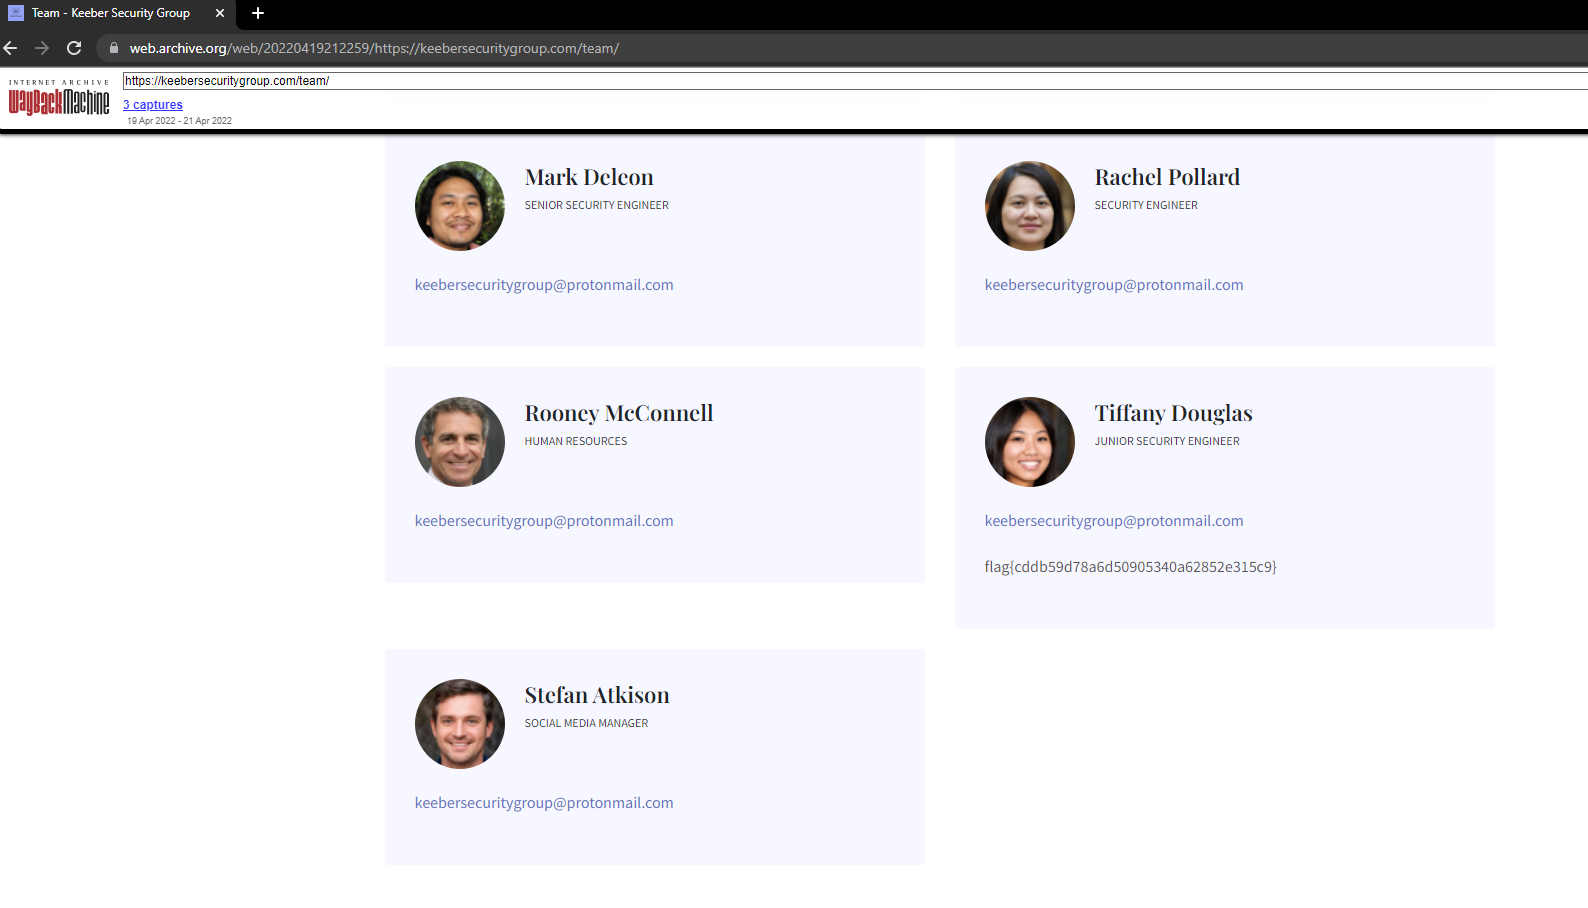 Team - Keeber Security Group
web.archive.org/web/20220419212259/https://keebersecuritygroup.com/team/
INTERNET ARCHIVE
WayBackMachine
https://keebersecuritygroup.com/team/
3 captures
19 Apr 2022 - 21 Apr 2022
Mark Deleon
SENIOR SECURITY ENGINEER
keebersecuritygroup@protonmail.com
Rachel Pollard
SECURITY ENGINEER
keebersecuritygroup@protonmail.com
Rooney McConnell
HUMAN RESOURCES
keebersecuritygroup@protonmail.com
Tiffany Douglas
JUNIOR SECURITY ENGINEER
keebersecuritygroup@protonmail.com
flag{cddb59d78a6d50905340a62852e315c9}
Stefan Atkison
SOCIAL MEDIA MANAGER
keebersecuritygroup@protonmail.com